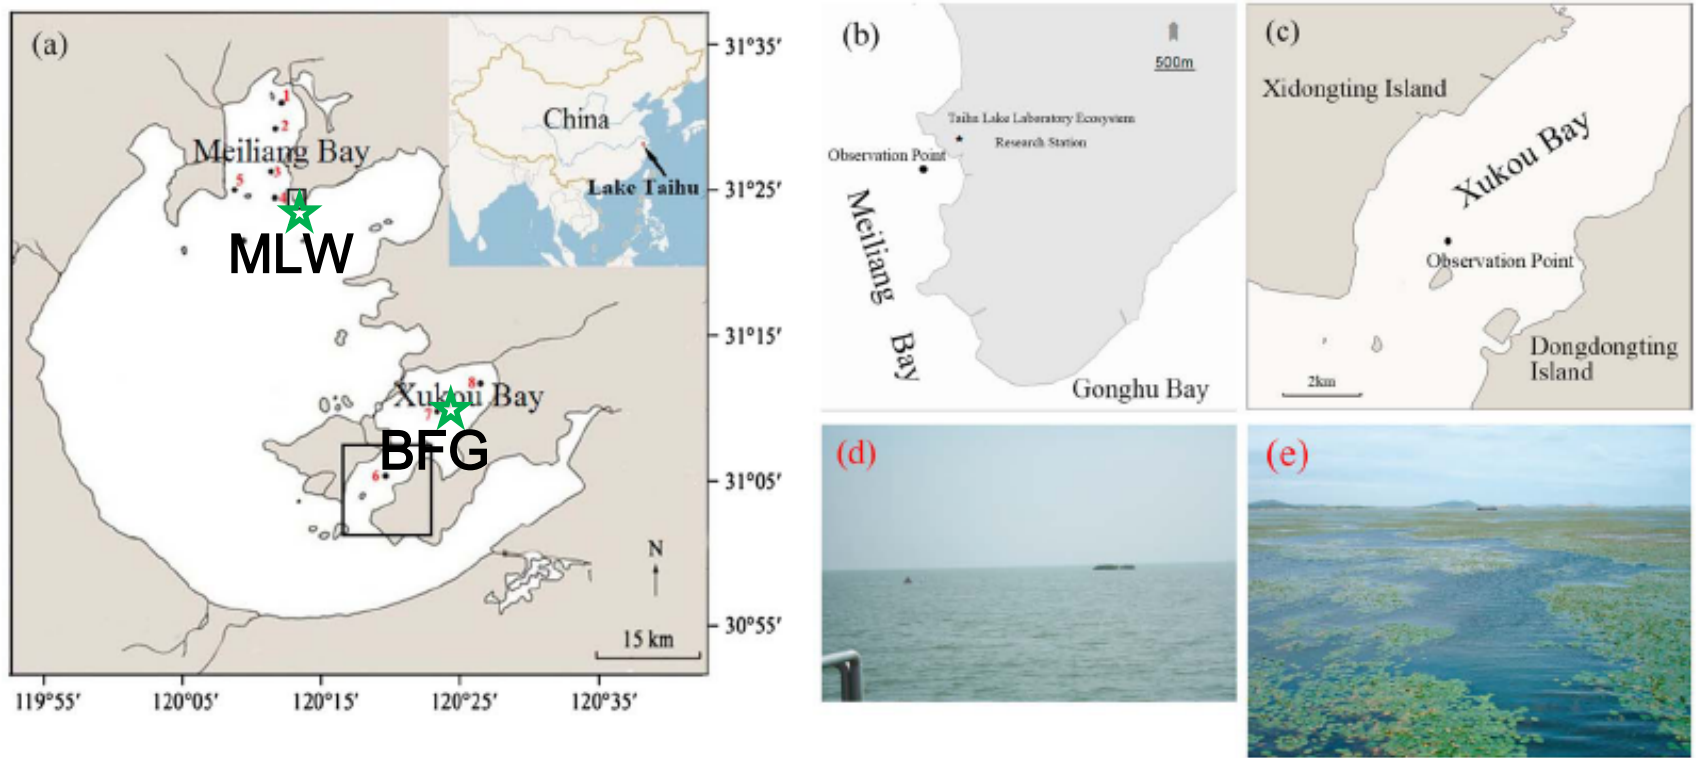 (a)
China
Lake Taihu
1
2
Meiliang Bay
3
5
4
MLW
8
Xukou Bay
7
BFG
6
N
15 km
31°35′
31°25′
31°15′
31°05′
30°55′
119°55′
120°05′
120°15′
120°25′
120°35′
(b)
500m
Taihu Lake Laboratory Ecosystem
Research Station
Observation Point
Meiliang Bay
Gonghu Bay
(c)
Xidongting Island
Xukou Bay
Observation Point
Dongdongting
Island
2km
(d)
(e)